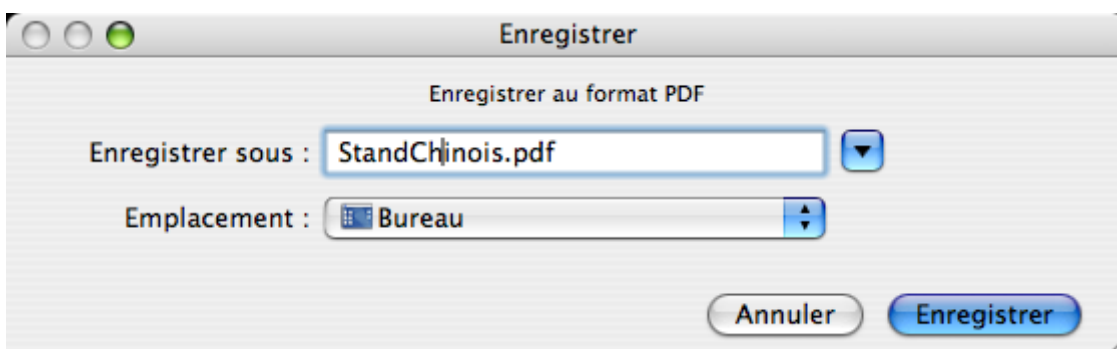 Enregistrer
Enregistrer au format PDF
Enregistrer sous : StandChinois.pdf
Emplacement : Bureau
Annuler Enregistrer